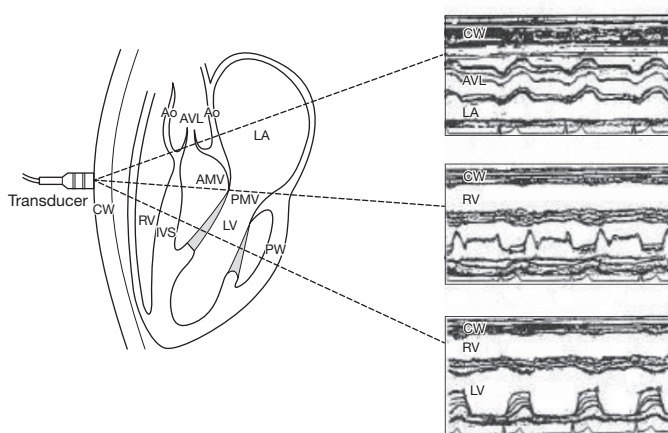 Transducer
CW
Ao
AVL
Ao
LA
AMV
PMV
RV
IVS
LV
PW
CW
AVL
LA
CW
RV
CW
RV
LV